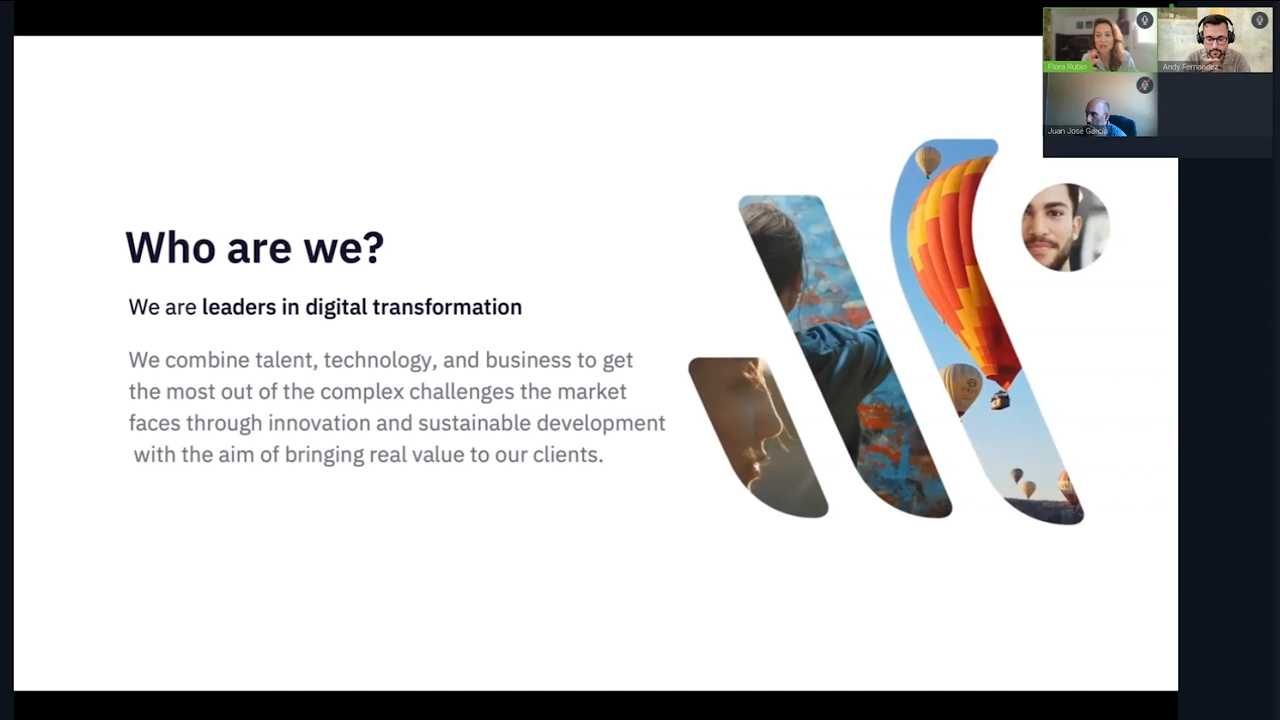 Flora Rubio
Andy Fernandez
Juan José García
Who are we?
We are leaders in digital transformation
We combine talent, technology, and business to get
the most out of the complex challenges the market
faces through innovation and sustainable development
with the aim of bringing real value to our clients.